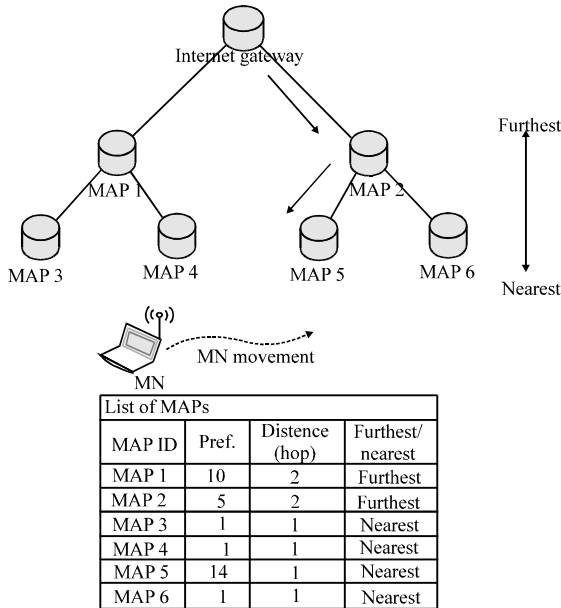 Internet gateway
Furthest
MAP 1
MAP 2
MAP 3
MAP 4
MAP 5
MAP 6
Nearest
MN movement
MN
List of MAPs
MAP ID Pref. Distence (hop) Furthest/ nearest
MAP 1 10 2 Furthest
MAP 2 5 2 Furthest
MAP 3 1 1 Nearest
MAP 4 1 1 Nearest
MAP 5 14 1 Nearest
MAP 6 1 1 Nearest